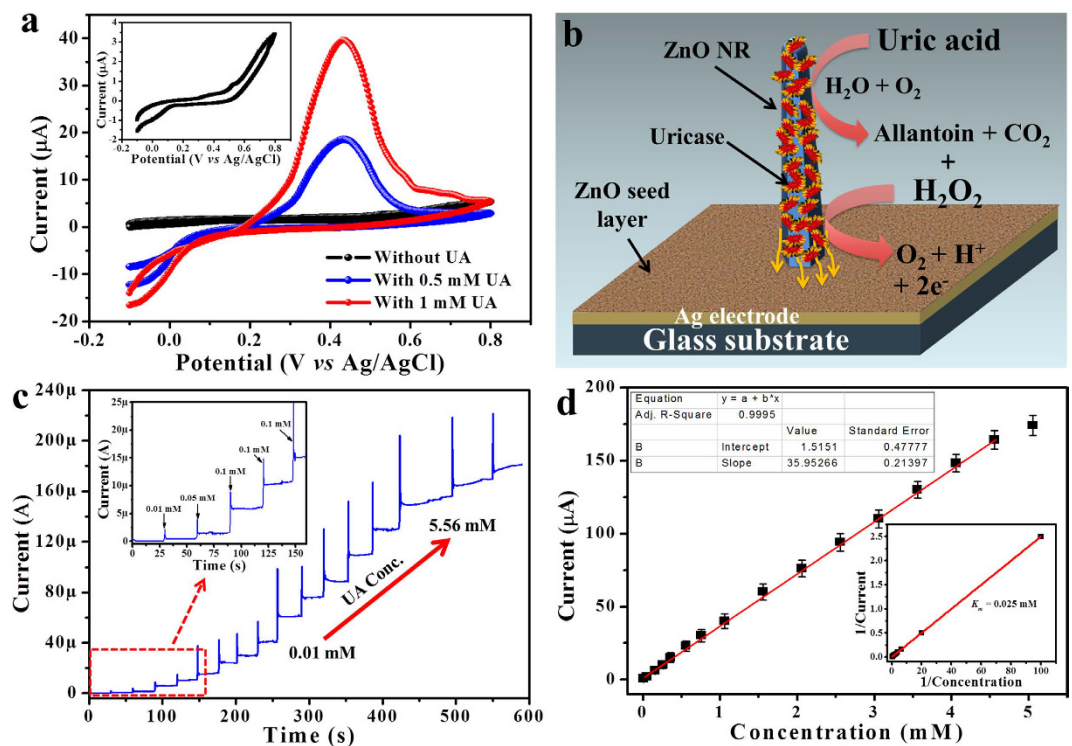 a
Current (μA)
Potential (V vs Ag/AgCl)
40
30
20
10
0
-10
-20
-0.2
0.0
0.2
0.4
0.6
0.8
Without UA
With 0.5 mM UA
With 1 mM UA
Current (μA)
Potential (V vs Ag/AgCl)
4
3
2
1
0
-1
-2
-0.2
0.0
0.2
0.4
0.6
0.8
b
ZnO NR
Uricase
ZnO seed
layer
Uric acid
H₂O + O₂
Allantoin + CO₂
+
H₂O₂
O₂ + H⁺
+ 2e⁻
Ag electrode
Glass substrate
c
Current (A)
Time (s)
240μ
200μ
160μ
120μ
80μ
40μ
0
0
100
200
300
400
500
600
UA Conc.
0.01 mM
5.56 mM
Current (A)
Time (s)
25μ
20μ
15μ
10μ
5μ
0
0
25
50
75
100
125
150
0.01 mM
0.05 mM
0.1 mM
0.1 mM
0.1 mM
d
Current (μA)
Concentration (mM)
200
150
100
50
0
0
1
2
3
4
5
Equation y = a + b*x
Adj. R-Square 0.9995
Value Standard Error
B Intercept 1.5151 0.47777
B Slope 35.95266 0.21397
1/Current
1/Concentration
2.5
2.0
1.5
1.0
0.5
0.0
0
20
40
60
80
100
Kₘ = 0.025 mM